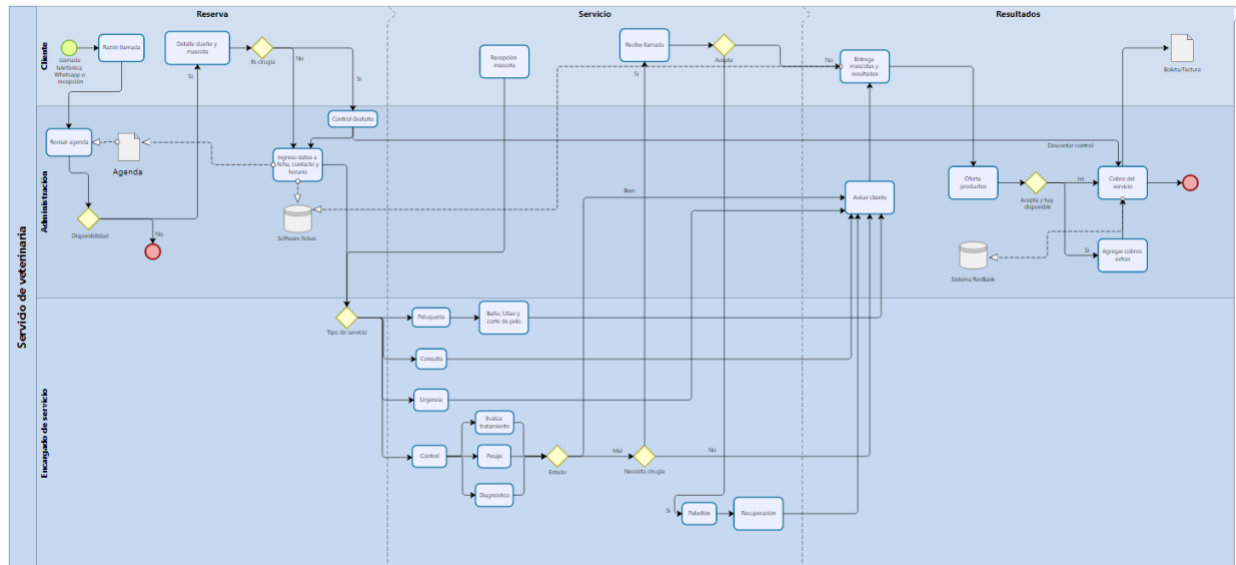 Servicio de veterinaria
Reserva
Servicio
Resultados
Cliente
Administración
Encargado de servicio
Llamada
telefónica,
Whatsapp o
recepción
Razón llamada
Detalle dueño y
mascota
Es cirugía
No
Si
Si
Recepción
mascota
Recibe llamada
Acepta
Si
No
Entrega
mascotas y
resultados
Boleta/Factura
Control Gratuito
Revisar agenda
Agenda
Ingreso datos a
ficha, contacto y
horario
Software fichas
Disponibilidad
No
Descontar control
Bien
Avisar cliente
Oferta
productos
Acepta y hay
disponible
no
Si
Cobro del
servicio
Agregar cobros
extras
Sistema RedBank
Tipo de servicio
Peluquería
Baño, Uñas y
corte de pelo
Consulta
Urgencia
Control
Evalúa
tratamiento
Pesaje
Diagnóstico
Estado
Mal
Necesita cirugía
No
Si
Pabellón
Recuperación